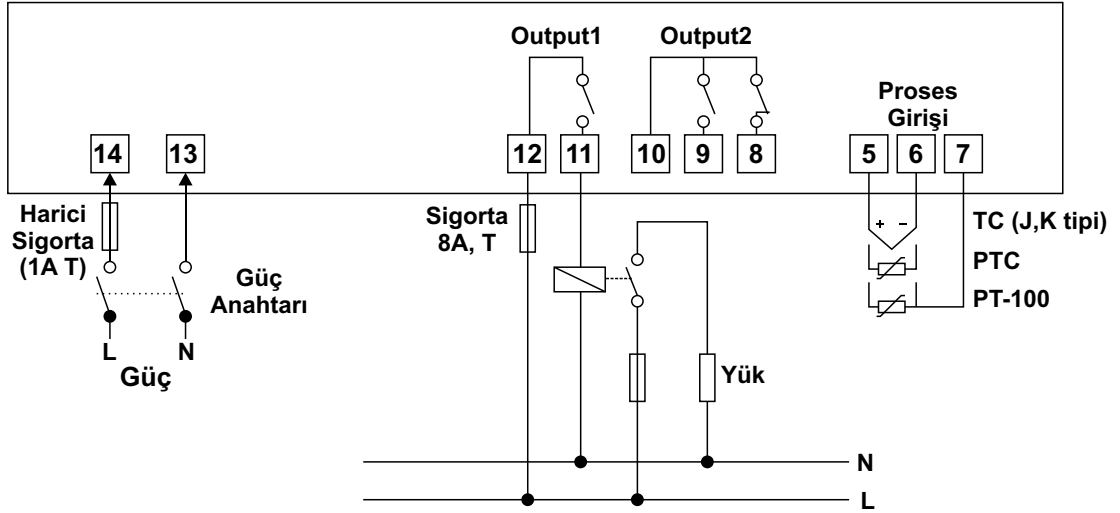 Output1
Output2
Proses
Girişi
14
13
12
11
10
9
8
5
6
7
Harici
Sigorta
(1A T)
Güç
Anahtarı
L
N
Güç
Sigorta
8A, T
+
-
TC (J,K tipi)
PTC
PT-100
Yük
N
L